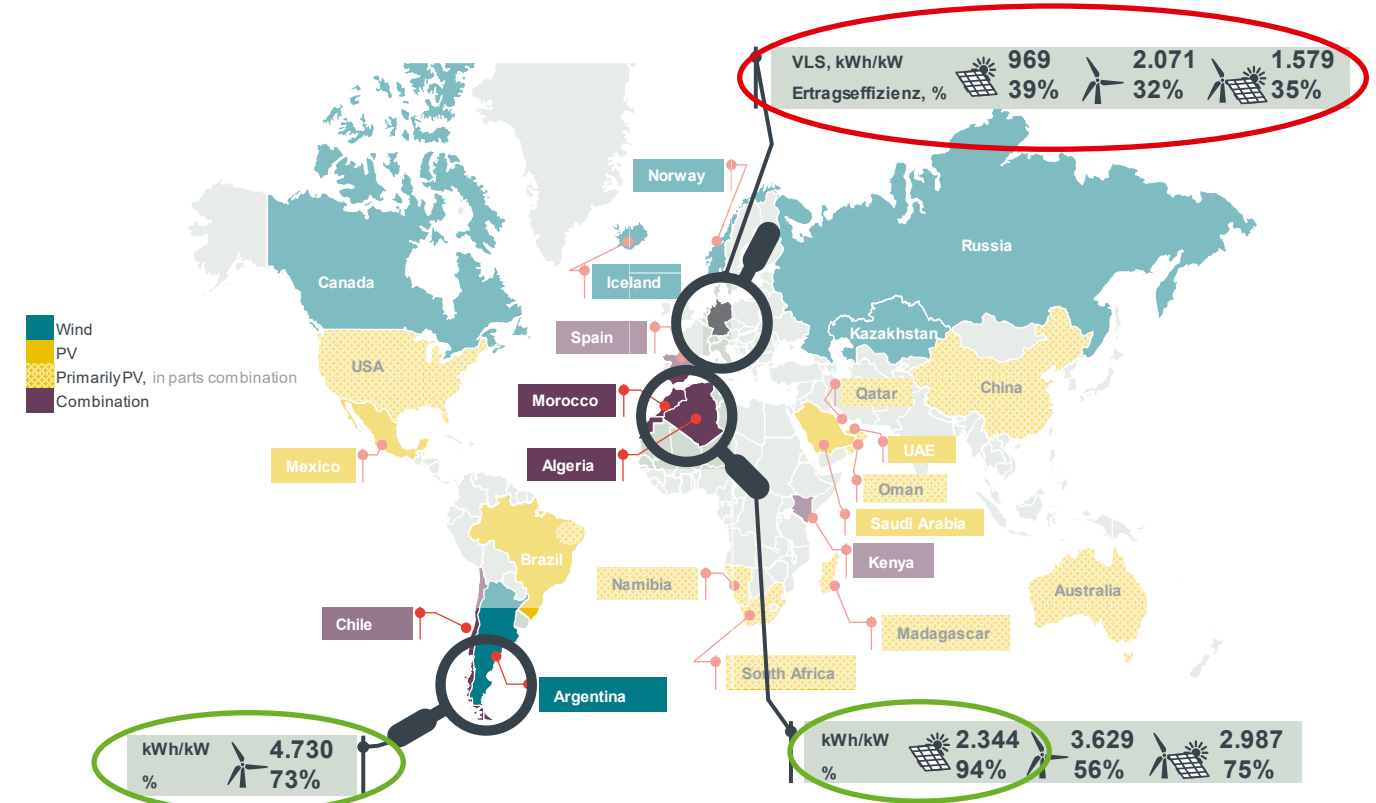 VLS, kWh/kW 969 2.071 1.579
Ertragseffizienz, % 39% 32% 35%
Norway
Russia
Canada
Iceland
Kazakhstan
Spain
Wind
PV
Primarily PV, in parts combination
Combination
USA
China
Qatar
Morocco
UAE
Mexico
Algeria
Oman
Saudi Arabia
Brazil
Kenya
Namibia
Australia
Chile
Madagascar
South Africa
Argentina
kWh/kW 4.730
% 73%
kWh/kW 2.344 3.629 2.987
% 94% 56% 75%